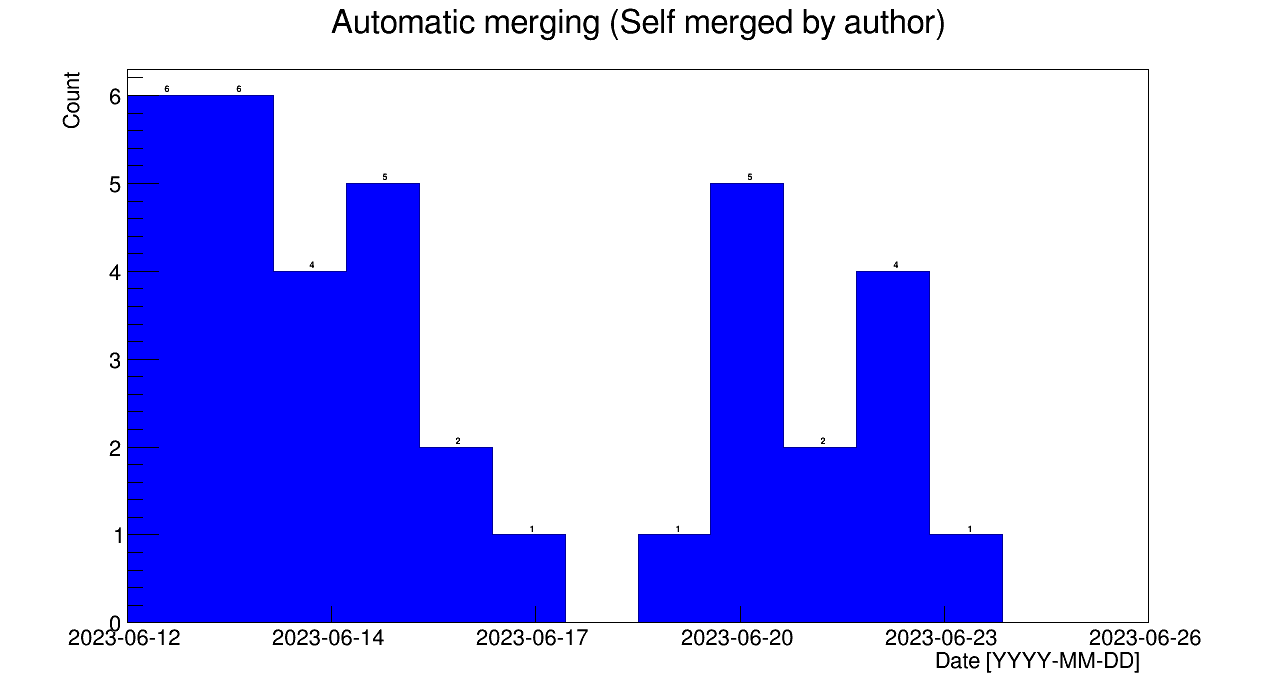 Automatic merging (Self merged by author)
Count
6
5
4
3
2
1
0
6 6 4 5 2 1 1 5 2 4 1
2023-06-12 2023-06-14 2023-06-17 2023-06-20 2023-06-23 2023-06-26
Date [YYYY-MM-DD]